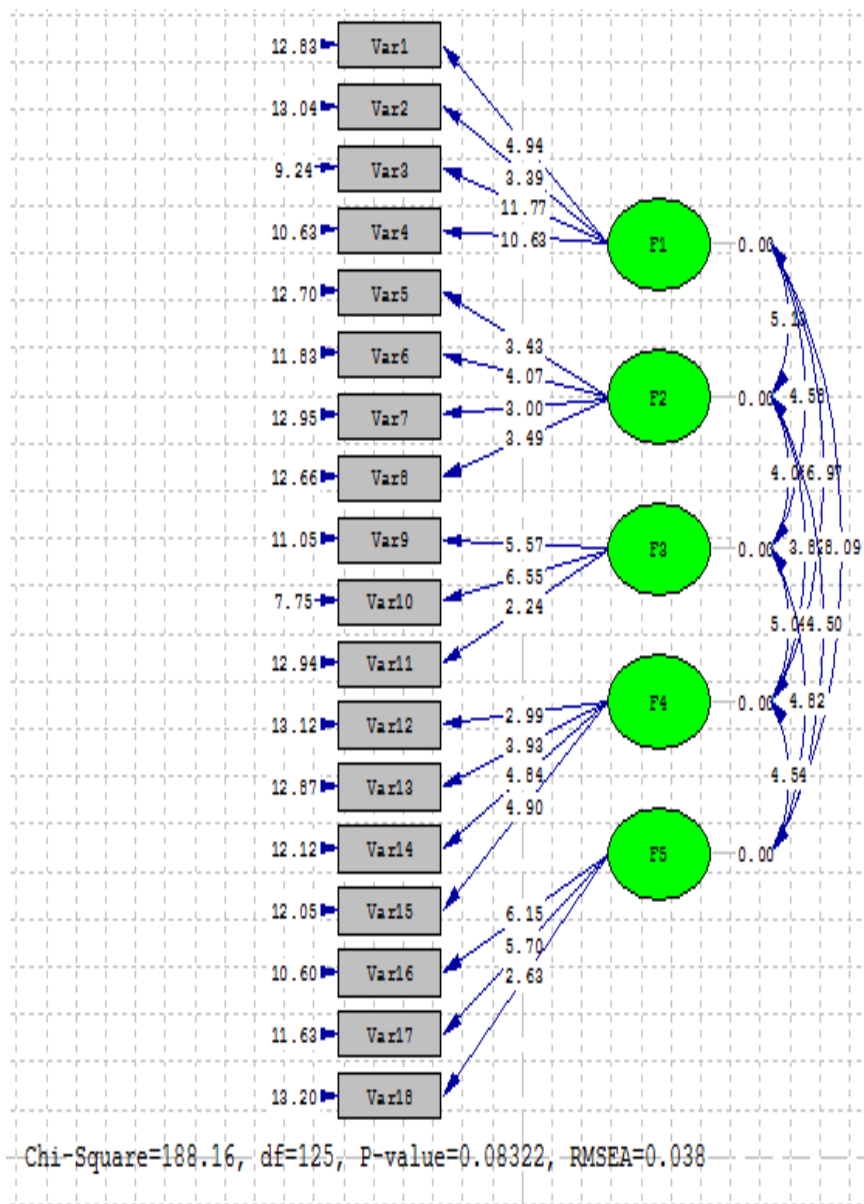 12.83 Var1
13.04 Var2
4.94
9.24 Var3
3.39
11.77
10.63 Var4
10.63
F1 0.00
12.70 Var5
3.43
11.83 Var6
4.07
F2 0.00
12.95 Var7
3.00
3.49
12.66 Var8
6.97
11.05 Var9
5.57
F3 0.00
8.09
6.55
7.75 Var10
2.24
4.50
12.94 Var11
2.99
F4 0.00
4.82
13.12 Var12
3.93
4.84
4.54
12.87 Var13
4.90
12.12 Var14
F5 0.00
12.05 Var15
6.15
5.70
10.60 Var16
2.63
11.63 Var17
13.20 Var18
Chi-Square=188.16, df=125, P-value=0.08322, RMSEA=0.038